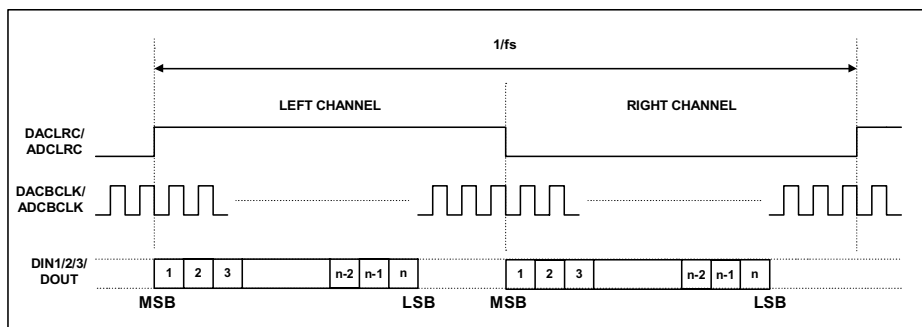 1/fs
LEFT CHANNEL RIGHT CHANNEL
DACLRC/
ADCLRC
DACBCLK/
ADCBCLK
DIN1/2/3/
DOUT
1 2 3 n-2 n-1 n 1 2 3 n-2 n-1 n
MSB LSB MSB LSB